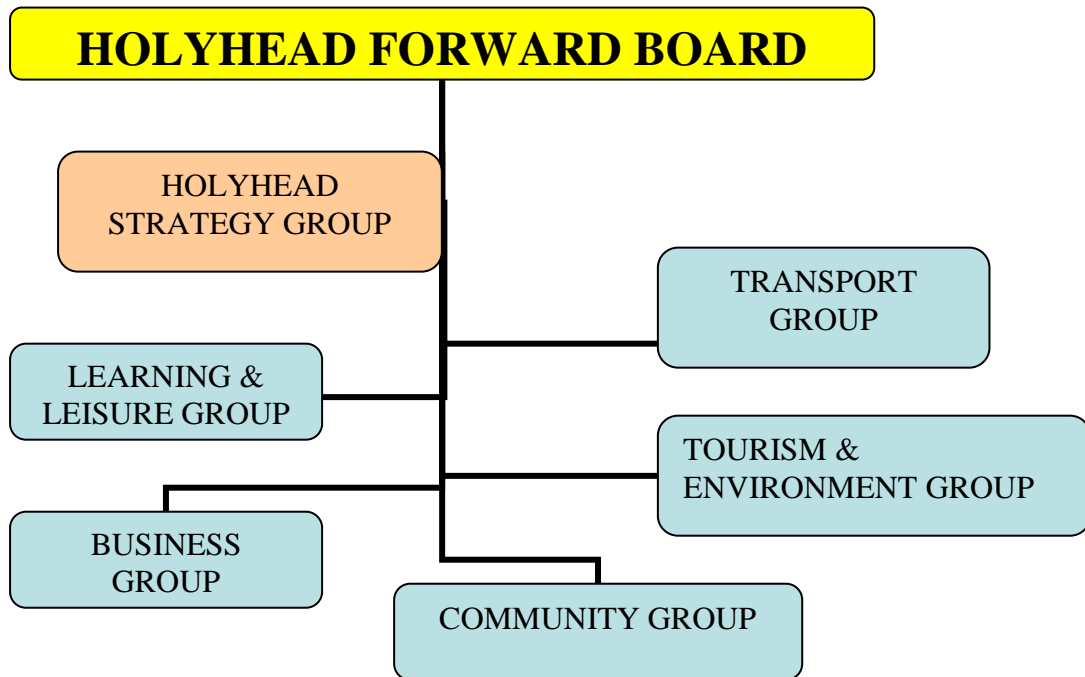 HOLYHEAD FORWARD BOARD
HOLYHEAD
STRATEGY GROUP
TRANSPORT
GROUP
LEARNING &
LEISURE GROUP
TOURISM &
ENVIRONMENT GROUP
BUSINESS
GROUP
COMMUNITY GROUP